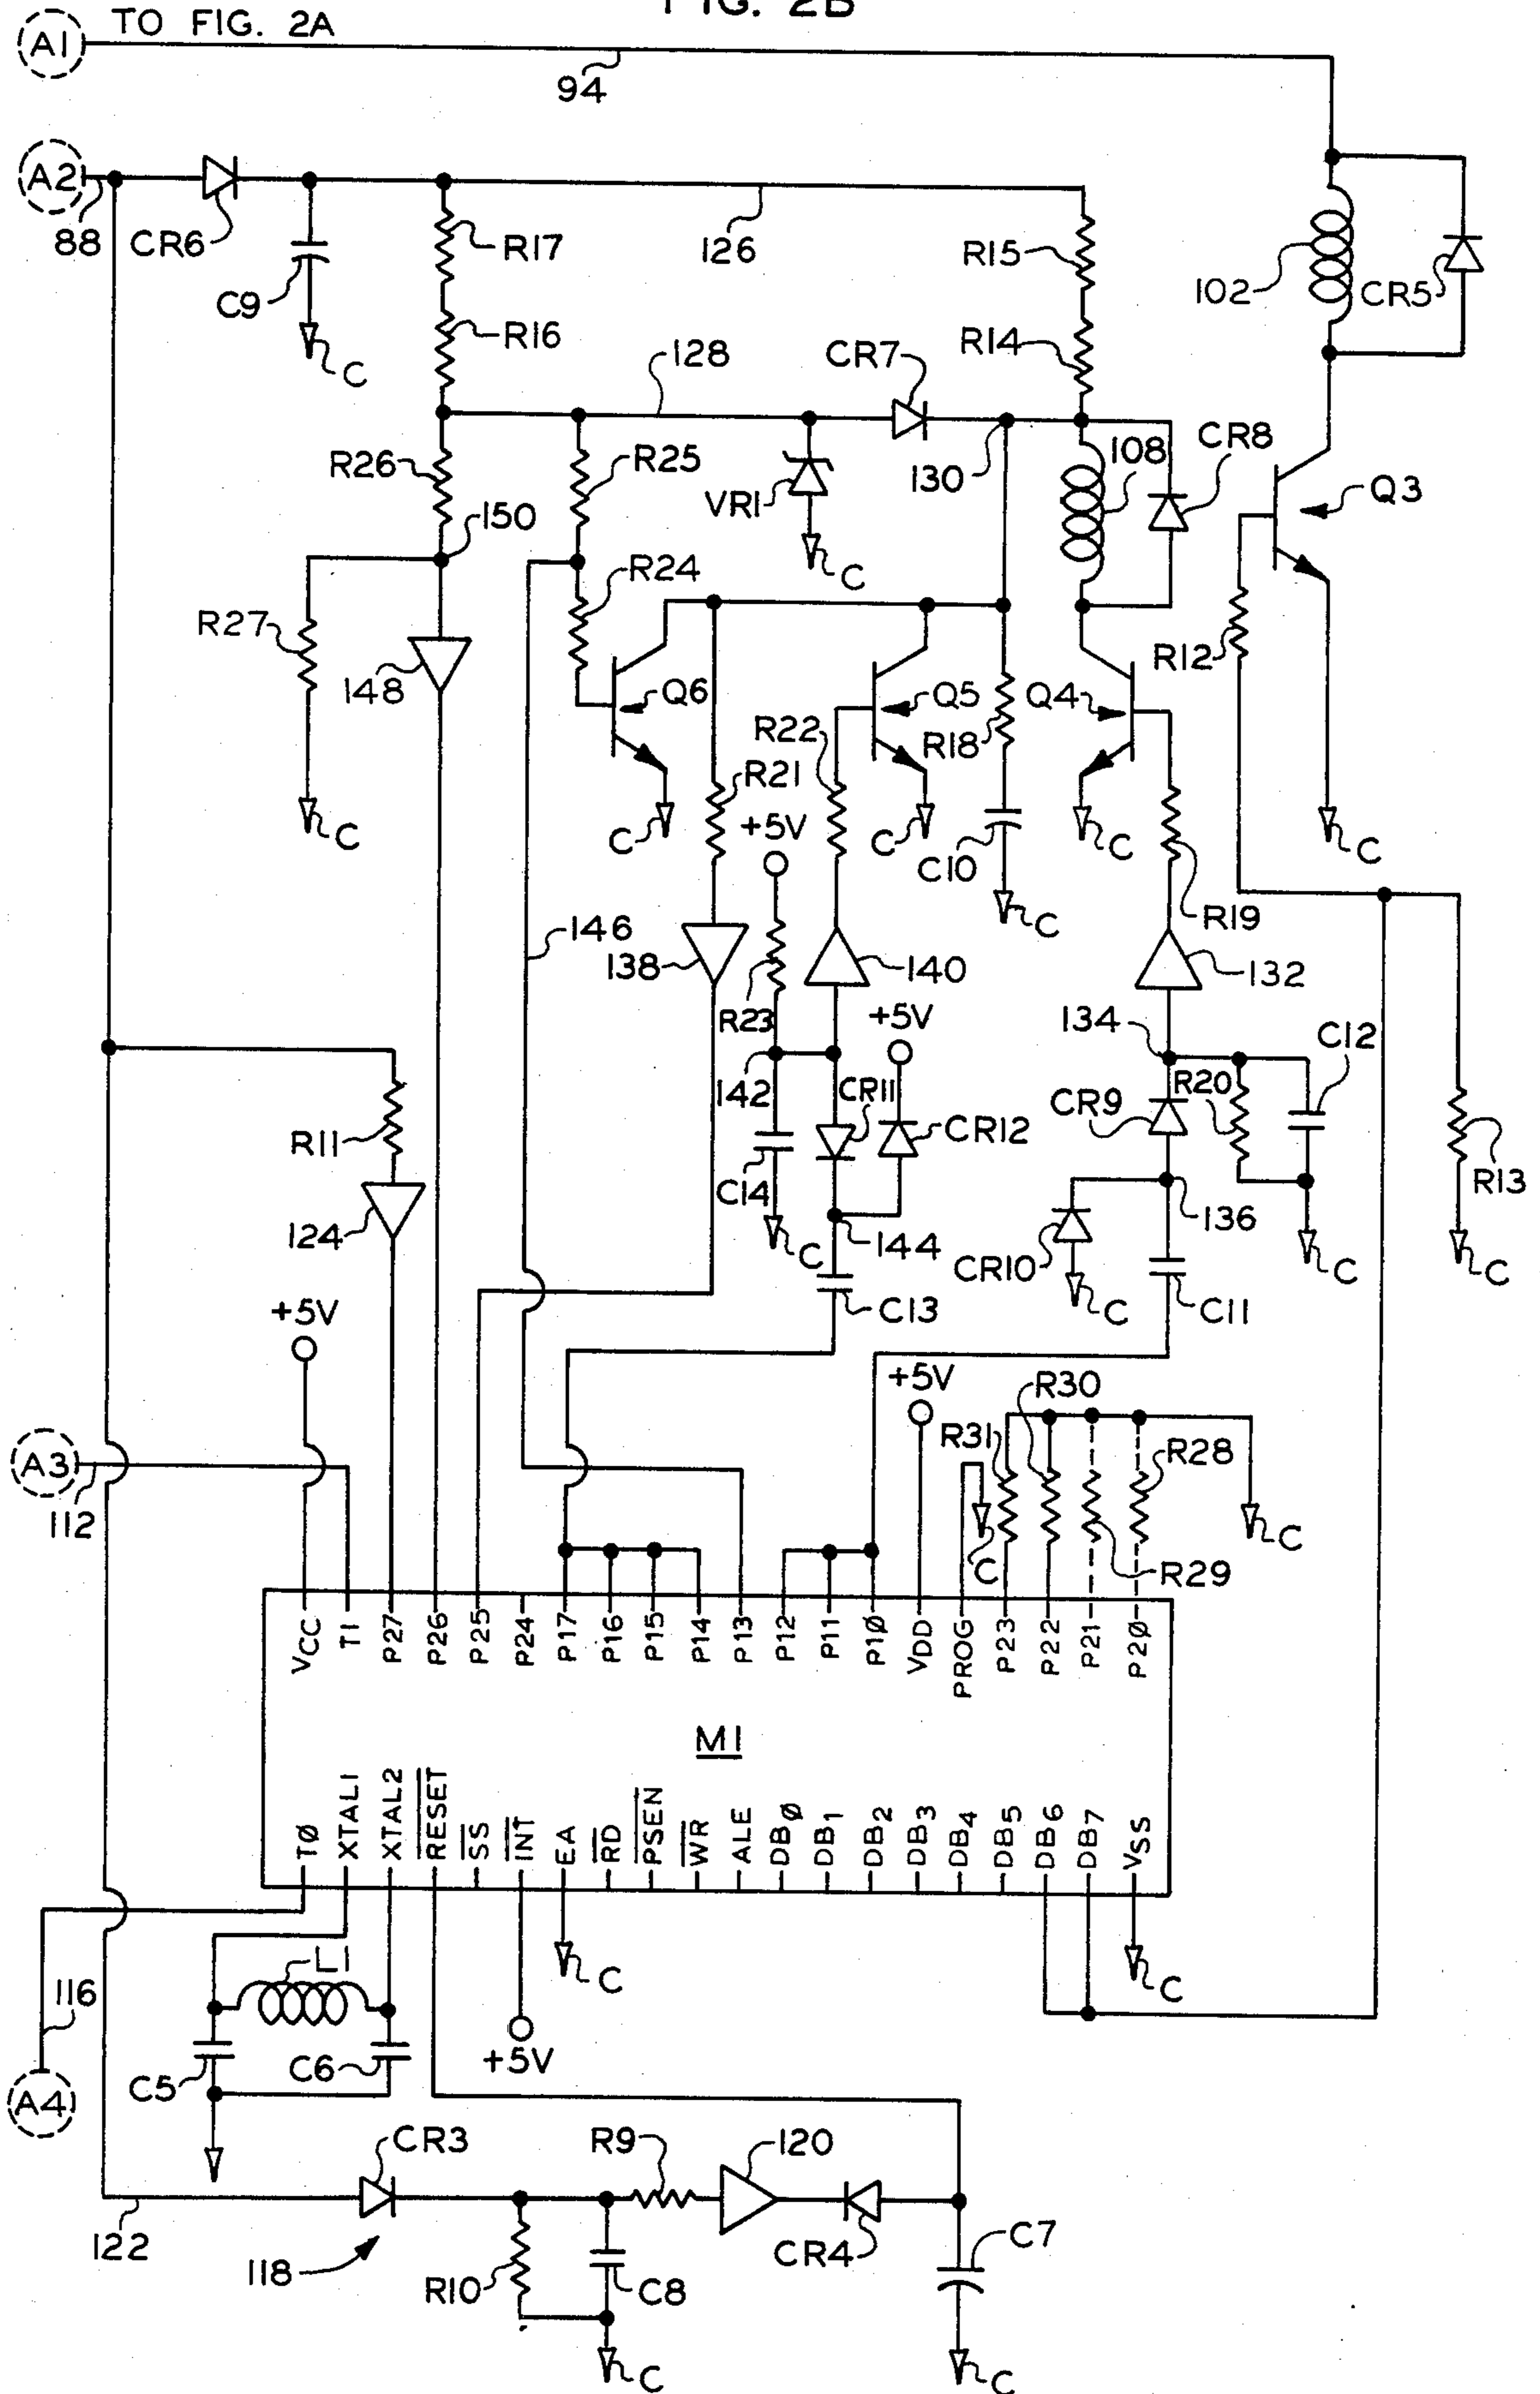 FIG. 2B
A1 TO FIG. 2A
94
A2
88 CR6
C9
C
R17
126
R15
102
CR5
R16
R14
128
CR7
R26
R25
VR1
C
130
108
CR8
Q3
150
R24
R27
148
Q6
Q5
R22
R18
Q4
R12
R21
+5V
C
C
C
C10
C
C
C
R19
146
138
R23
140
132
+5V
134
C12
142
CR11
CR12
CR9
R20
R11
C14
R13
124
C
144
136
CR10
C
C
C
+5V
C13
C11
+5V
R30
R31
R28
A3
112
C
C
R29
VCC T1 P27 P26 P25 P24 P17 P16 P15 P14 P13 P12 P11 P1Ø VDD PROG P23 P22 P21 P2Ø
M1
TØ XTAL1 XTAL2 RESET SS INT EA RD PSEN WR ALE DBØ DB1 DB2 DB3 DB4 DB5 DB6 DB7 VSS
L1
C
C
116
C5
C6
+5V
A4
CR3
R9
120
122
118
R10
C8
CR4
C7
C
C